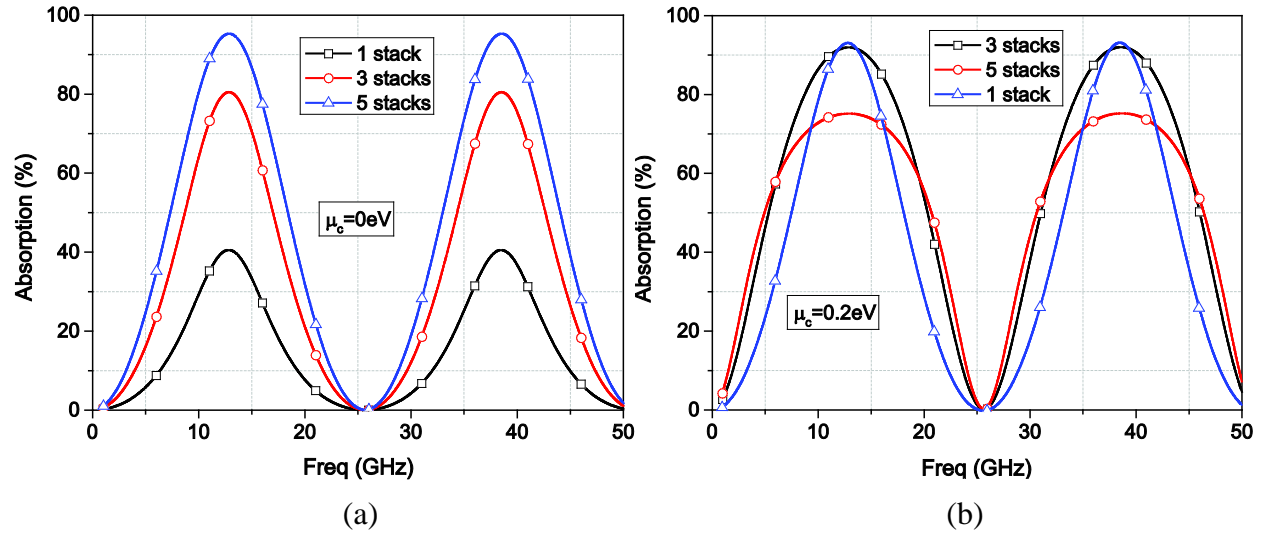 100
80
60
40
20
0
Absorption (%)
1 stack
3 stacks
5 stacks
μc=0eV
0 10 20 30 40 50
Freq (GHz)
(a)
100
80
60
40
20
0
Absorption (%)
3 stacks
5 stacks
1 stack
μc=0.2eV
0 10 20 30 40 50
Freq (GHz)
(b)